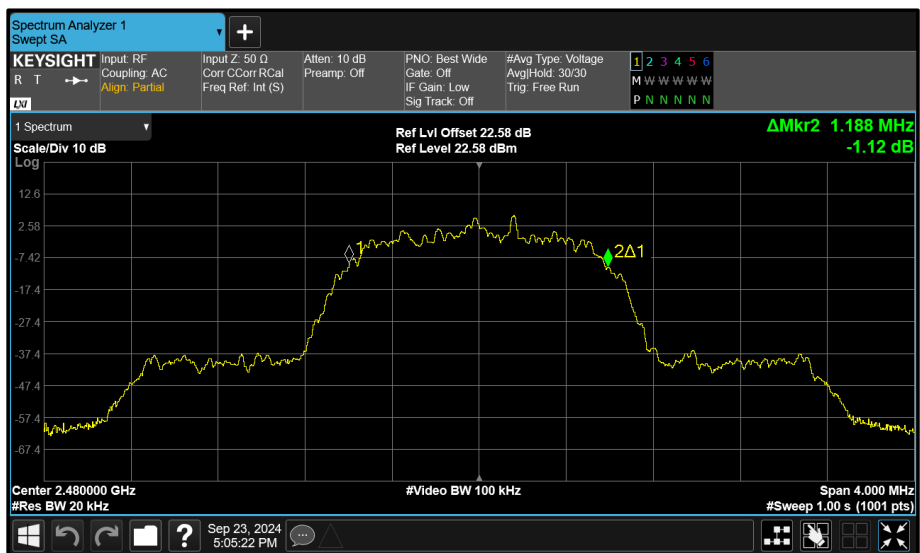 Spectrum Analyzer 1
Swept SA
+
KEYSIGHT
R T
LXI
Input: RF
Coupling: AC
Align: Partial
Input Z: 50 Ω
Corr CCorr RCal
Freq Ref: Int (S)
Atten: 10 dB
Preamp: Off
PNO: Best Wide
Gate: Off
IF Gain: Low
Sig Track: Off
#Avg Type: Voltage
Avg|Hold: 30/30
Trig: Free Run
1 2 3 4 5 6
M W W W W W
P N N N N N
1 Spectrum
Scale/Div 10 dB
Log
Ref Lvl Offset 22.58 dB
Ref Level 22.58 dBm
ΔMkr2 1.188 MHz
-1.12 dB
12.6
2.58
-7.42
-17.4
-27.4
-37.4
-47.4
-57.4
-67.4
1
2Δ1
Center 2.480000 GHz
#Res BW 20 kHz
#Video BW 100 kHz
Span 4.000 MHz
#Sweep 1.00 s (1001 pts)
?
Sep 23, 2024
5:05:22 PM